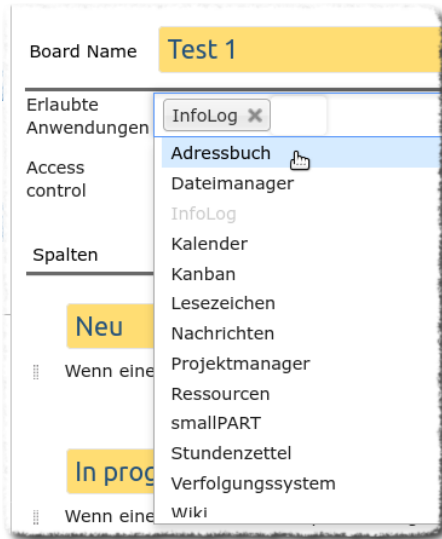 Board Name Test 1
Erlaubte
Anwendungen
InfoLog
Access
control
Adressbuch
Dateimanager
InfoLog
Kalender
Kanban
Lesezeichen
Nachrichten
Projektmanager
Ressourcen
smallPART
Stundenzettel
Verfolgungssystem
Wiki
Spalten
Neu
Wenn eine
In prog
Wenn eine